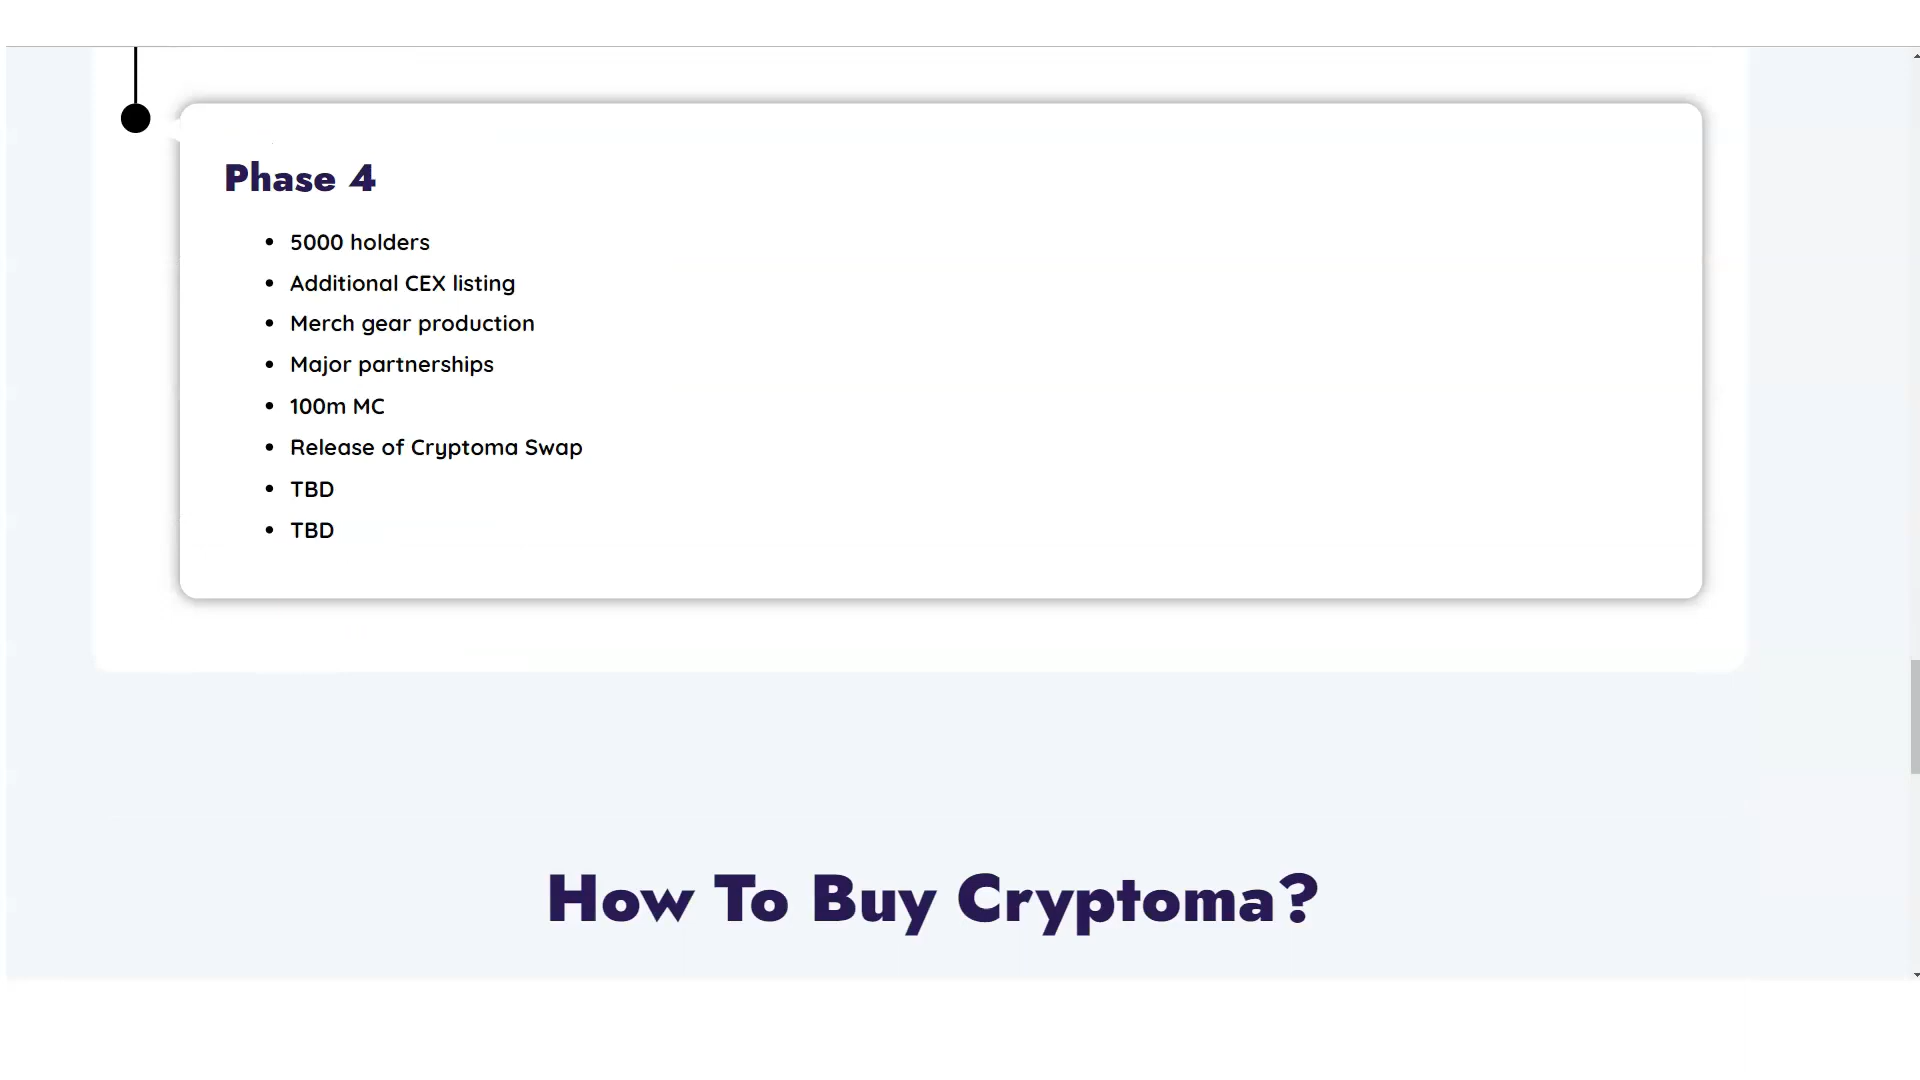 Phase 4
5000 holders
Additional CEX listing
Merch gear production
Major partnerships
100m MC
Release of Cryptoma Swap
TBD
TBD
How To Buy Cryptoma?